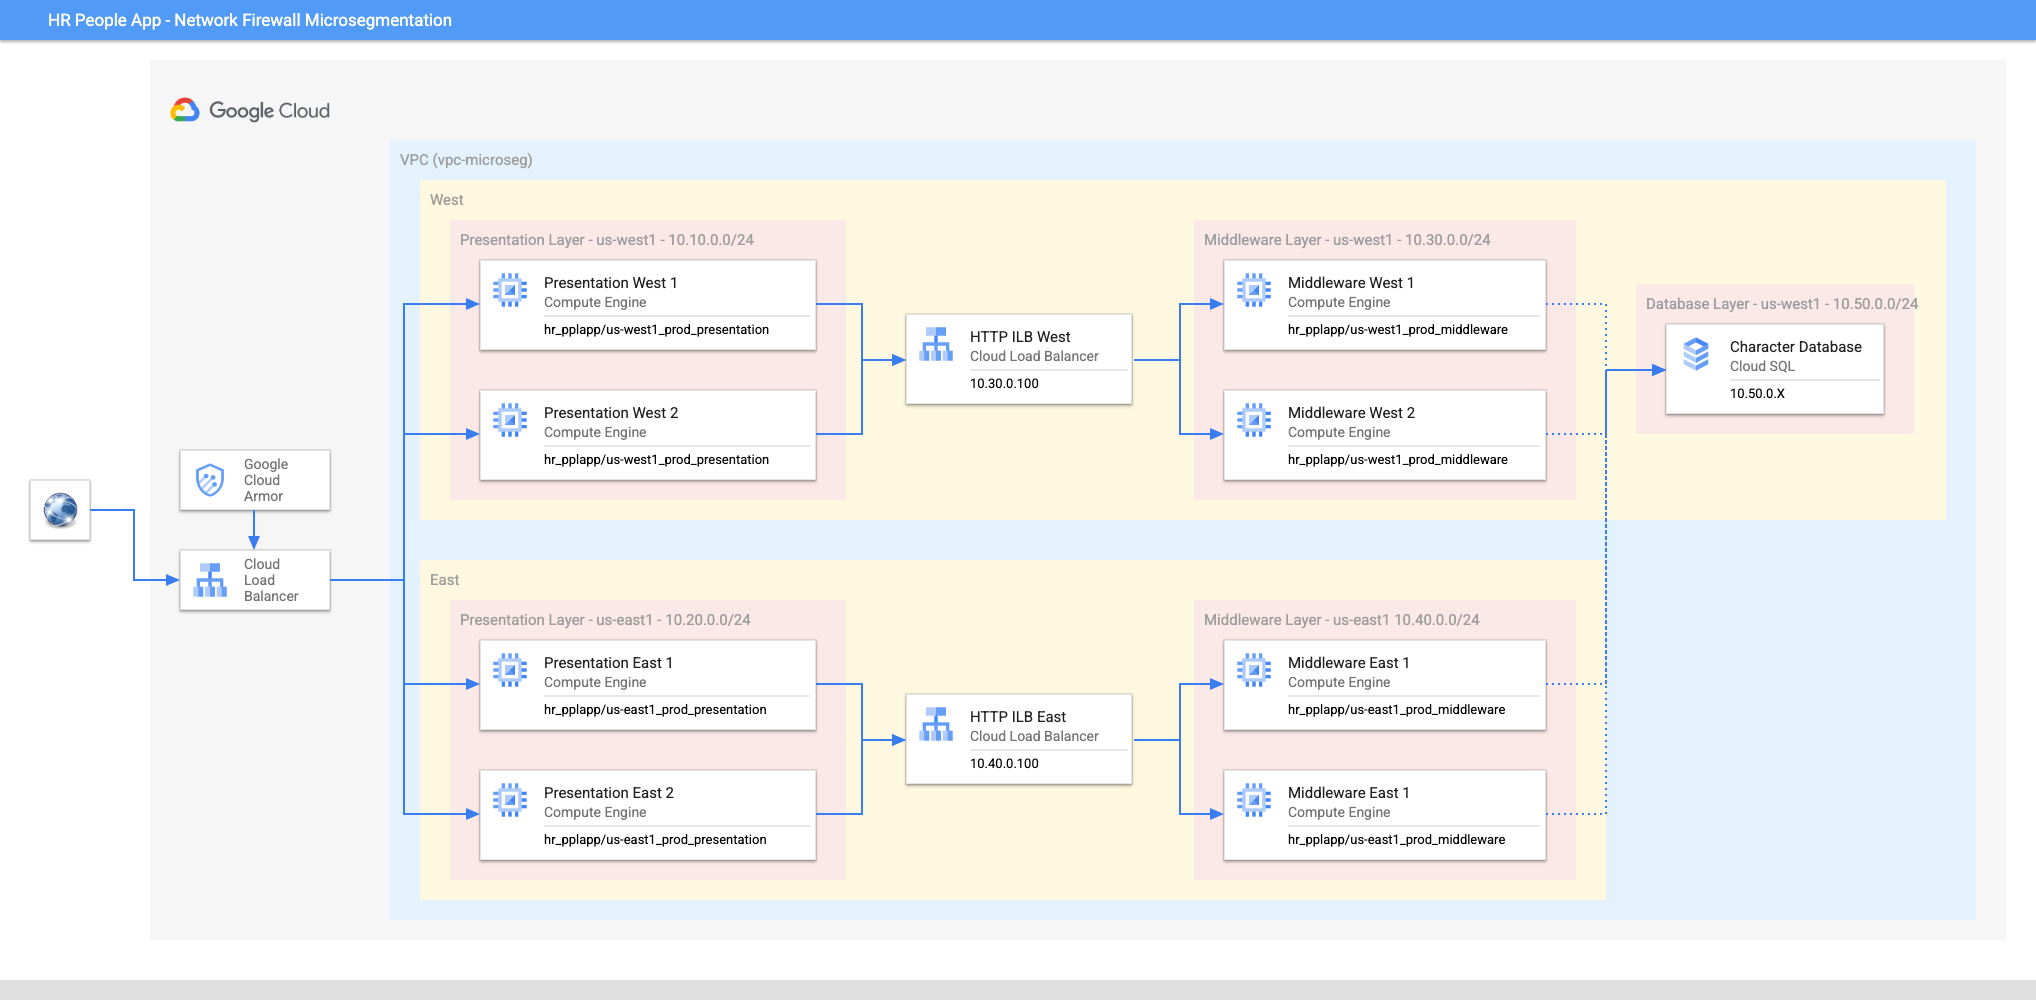 HR People App - Network Firewall Microsegmentation
Google Cloud
VPC (vpc-microseg)
West
Presentation Layer - us-west1 - 10.10.0.0/24
Presentation West 1
Compute Engine
hr_pplapp/us-west1_prod_presentation
Presentation West 2
Compute Engine
hr_pplapp/us-west1_prod_presentation
HTTP ILB West
Cloud Load Balancer
10.30.0.100
Middleware Layer - us-west1 - 10.30.0.0/24
Middleware West 1
Compute Engine
hr_pplapp/us-west1_prod_middleware
Middleware West 2
Compute Engine
hr_pplapp/us-west1_prod_middleware
Database Layer - us-west1 - 10.50.0.0/24
Character Database
Cloud SQL
10.50.0.X
Google
Cloud
Armor
Cloud
Load
Balancer
East
Presentation Layer - us-east1 - 10.20.0.0/24
Presentation East 1
Compute Engine
hr_pplapp/us-east1_prod_presentation
Presentation East 2
Compute Engine
hr_pplapp/us-east1_prod_presentation
HTTP ILB East
Cloud Load Balancer
10.40.0.100
Middleware Layer - us-east1 10.40.0.0/24
Middleware East 1
Compute Engine
hr_pplapp/us-east1_prod_middleware
Middleware East 1
Compute Engine
hr_pplapp/us-east1_prod_middleware